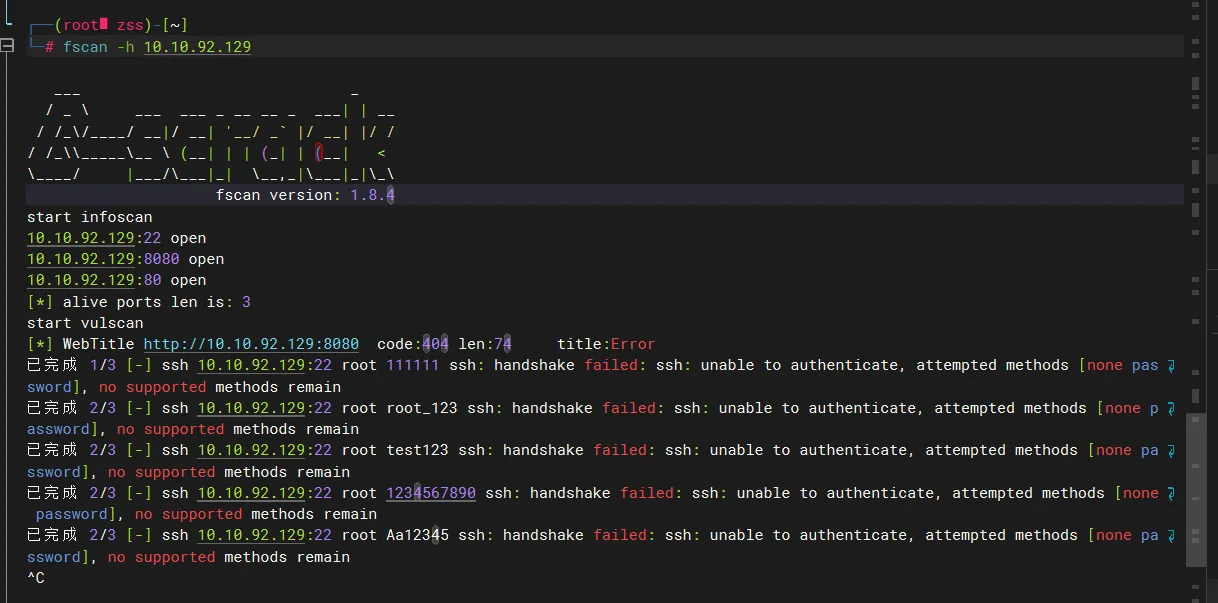 ┌──(root zss)-[~]
└─# fscan -h 10.10.92.129
   ___                              _
  / _ \     ___  ___ _ __ __ _  ___| | __
 / /_\/____/ __|/ __| '__/ _` |/ __| |/ /
/ /_\\_____\__ \ (__| | | (_| | (__|   <
\____/     |___/\___|_|  \__,_|\___|_|\_\
                     fscan version: 1.8.4
start infoscan
10.10.92.129:22 open
10.10.92.129:8080 open
10.10.92.129:80 open
[*] alive ports len is: 3
start vulscan
[*] WebTitle http://10.10.92.129:8080  code:404 len:74     title:Error
已完成 1/3 [-] ssh 10.10.92.129:22 root 111111 ssh: handshake failed: ssh: unable to authenticate, attempted methods [none pas
sword], no supported methods remain
已完成 2/3 [-] ssh 10.10.92.129:22 root root_123 ssh: handshake failed: ssh: unable to authenticate, attempted methods [none p
assword], no supported methods remain
已完成 2/3 [-] ssh 10.10.92.129:22 root test123 ssh: handshake failed: ssh: unable to authenticate, attempted methods [none pa
ssword], no supported methods remain
已完成 2/3 [-] ssh 10.10.92.129:22 root 1234567890 ssh: handshake failed: ssh: unable to authenticate, attempted methods [none
 password], no supported methods remain
已完成 2/3 [-] ssh 10.10.92.129:22 root Aa12345 ssh: handshake failed: ssh: unable to authenticate, attempted methods [none pa
ssword], no supported methods remain
^C